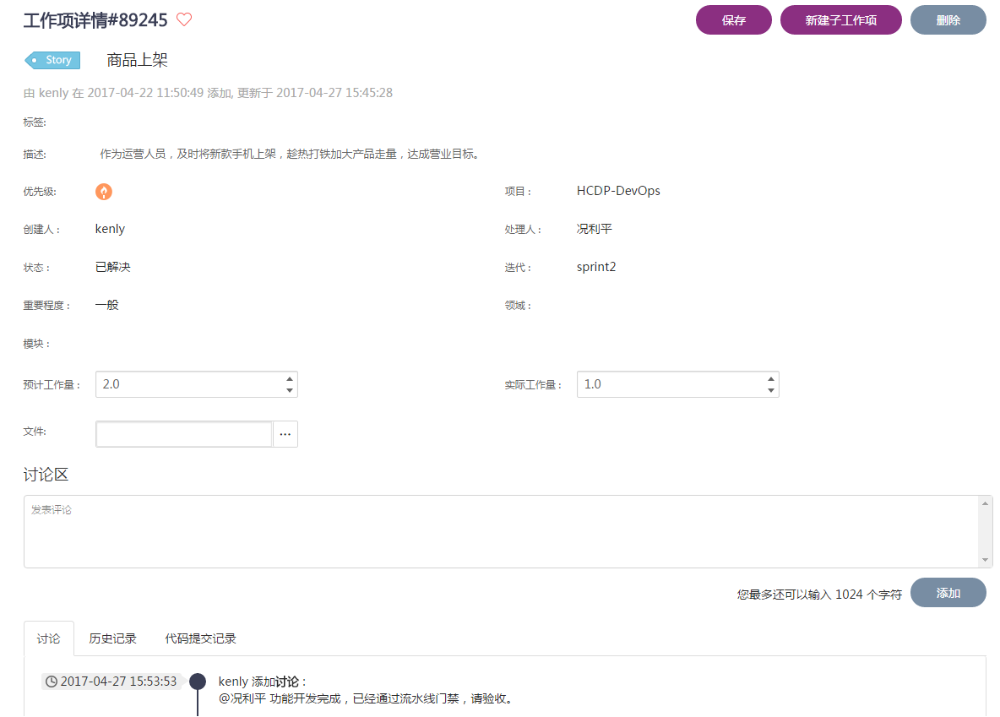 工作项详情#89245
保存
新建子工作项
删除
Story
商品上架
由 kenly 在 2017-04-22 11:50:49 添加, 更新于 2017-04-27 15:45:28
标签:
描述: 作为运营人员，及时将新款手机上架，趁热打铁加大产品走量，达成营业目标。
优先级:
项目： HCDP-DevOps
创建人： kenly
处理人： 况利平
状态： 已解决
迭代： sprint2
重要程度： 一般
领域：
模块：
预计工作量： 2.0
实际工作量： 1.0
文件: ...
讨论区
发表评论
您最多还可以输入 1024 个字符
添加
讨论
历史记录
代码提交记录
2017-04-27 15:53:53
kenly 添加讨论：
@况利平 功能开发完成，已经通过流水线门禁，请验收。